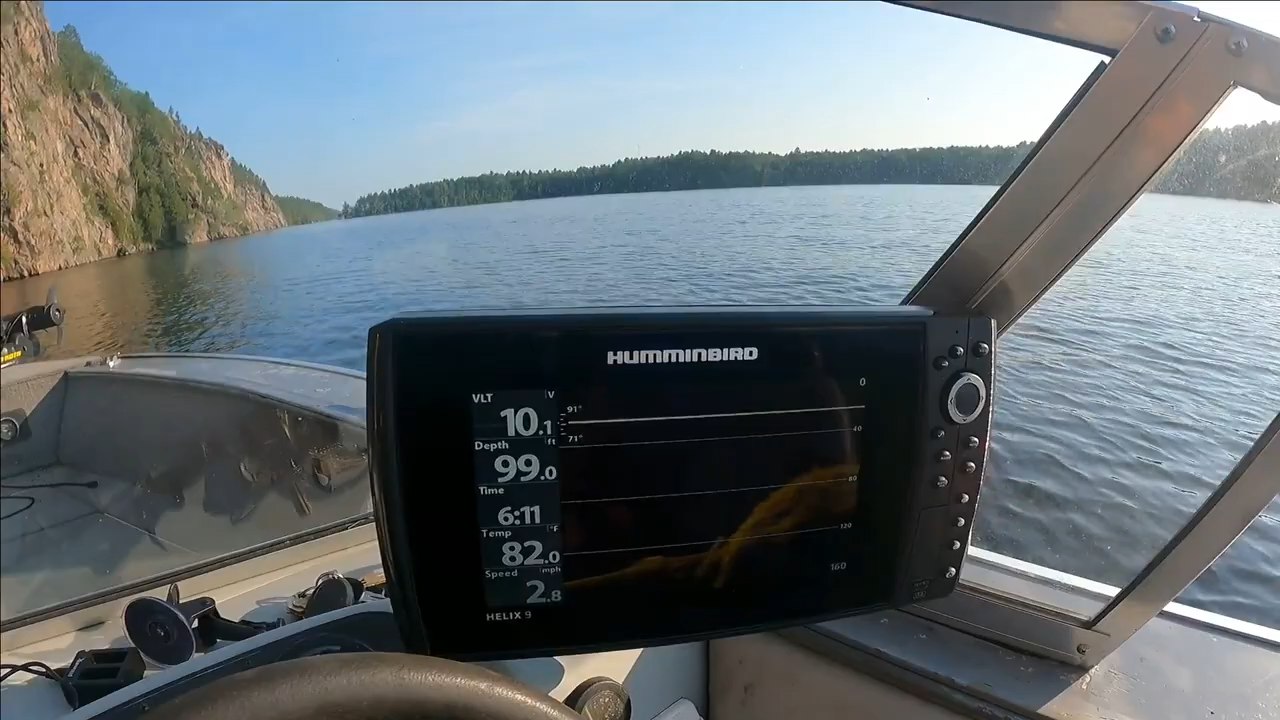 HUMMINBIRD
VLT V
10.1
Depth ft
99.0
Time
6:11
Temp °F
82.0
Speed mph
2.8
HELIX 9
91°
71°
0
40
80
120
160